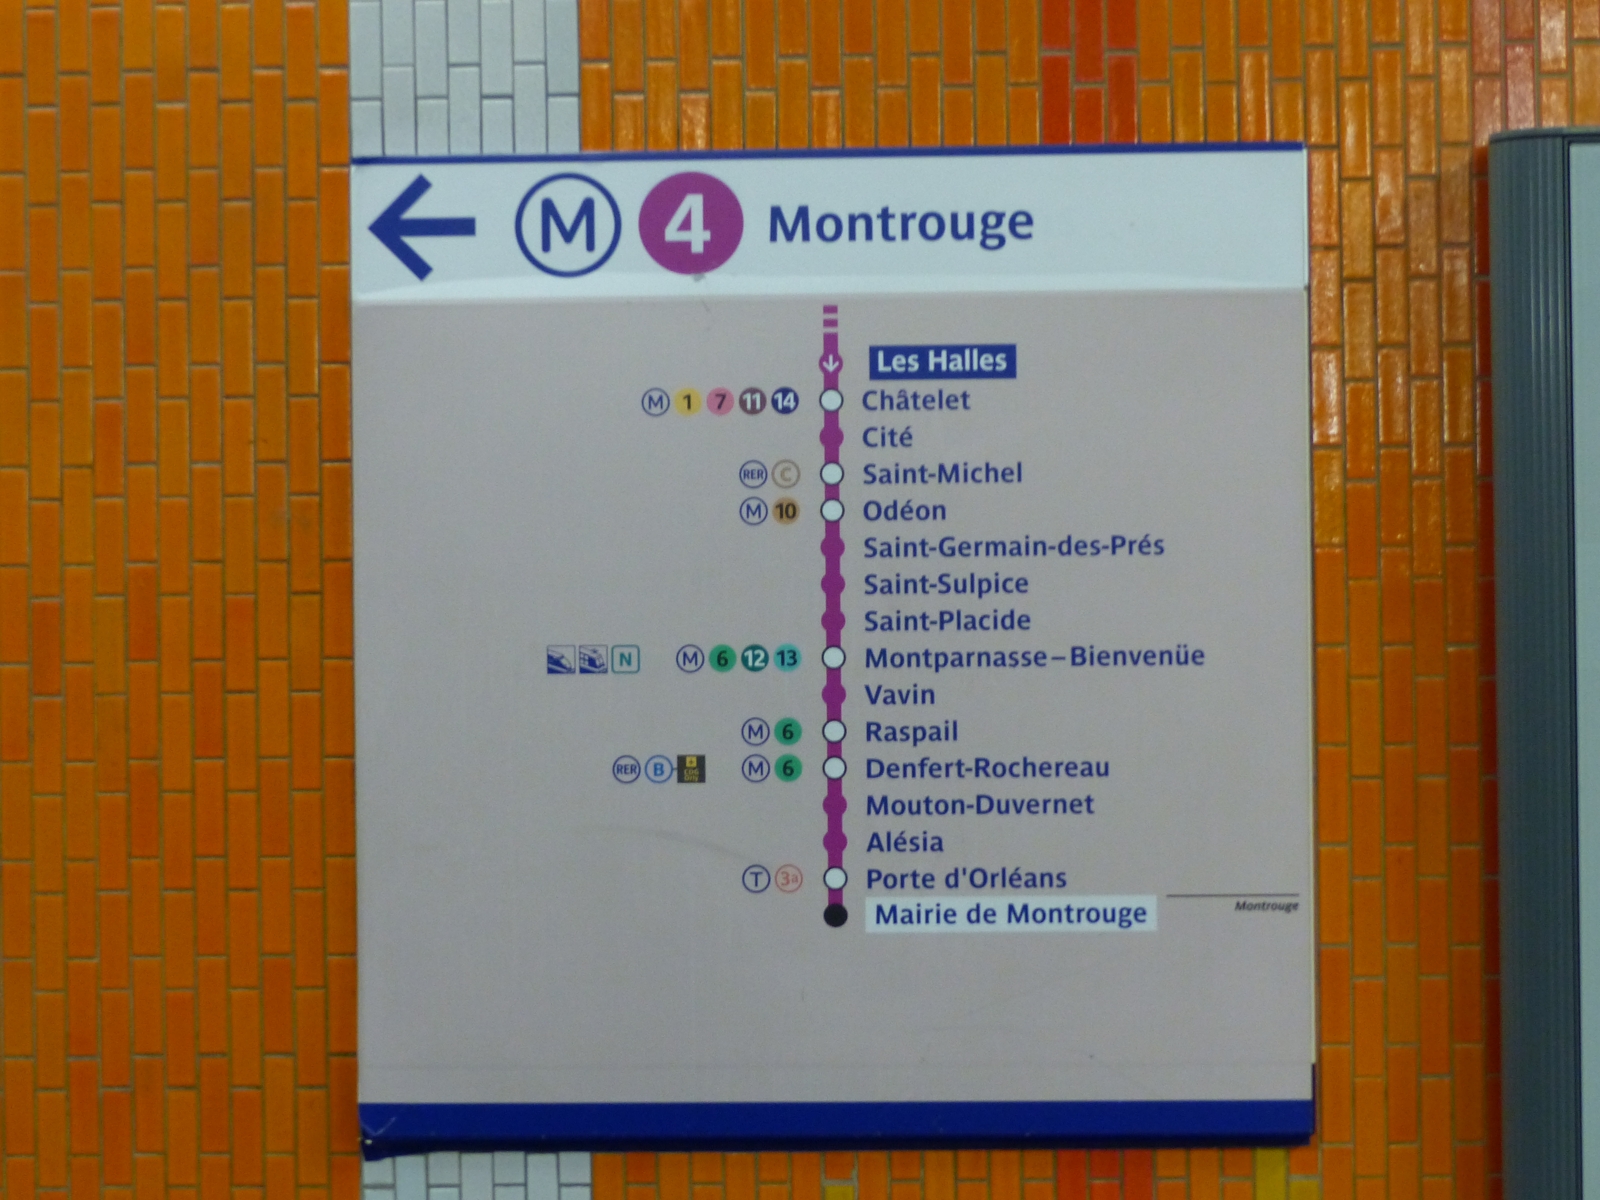 M 4 Montrouge
Les Halles
M 1 7 11 14 Châtelet
Cité
RER C Saint-Michel
M 10 Odéon
Saint-Germain-des-Prés
Saint-Sulpice
Saint-Placide
N M 6 12 13 Montparnasse–Bienvenüe
Vavin
M 6 Raspail
RER B M 6 Denfert-Rochereau
Mouton-Duvernet
Alésia
T 3a Porte d'Orléans
Mairie de Montrouge
Montrouge